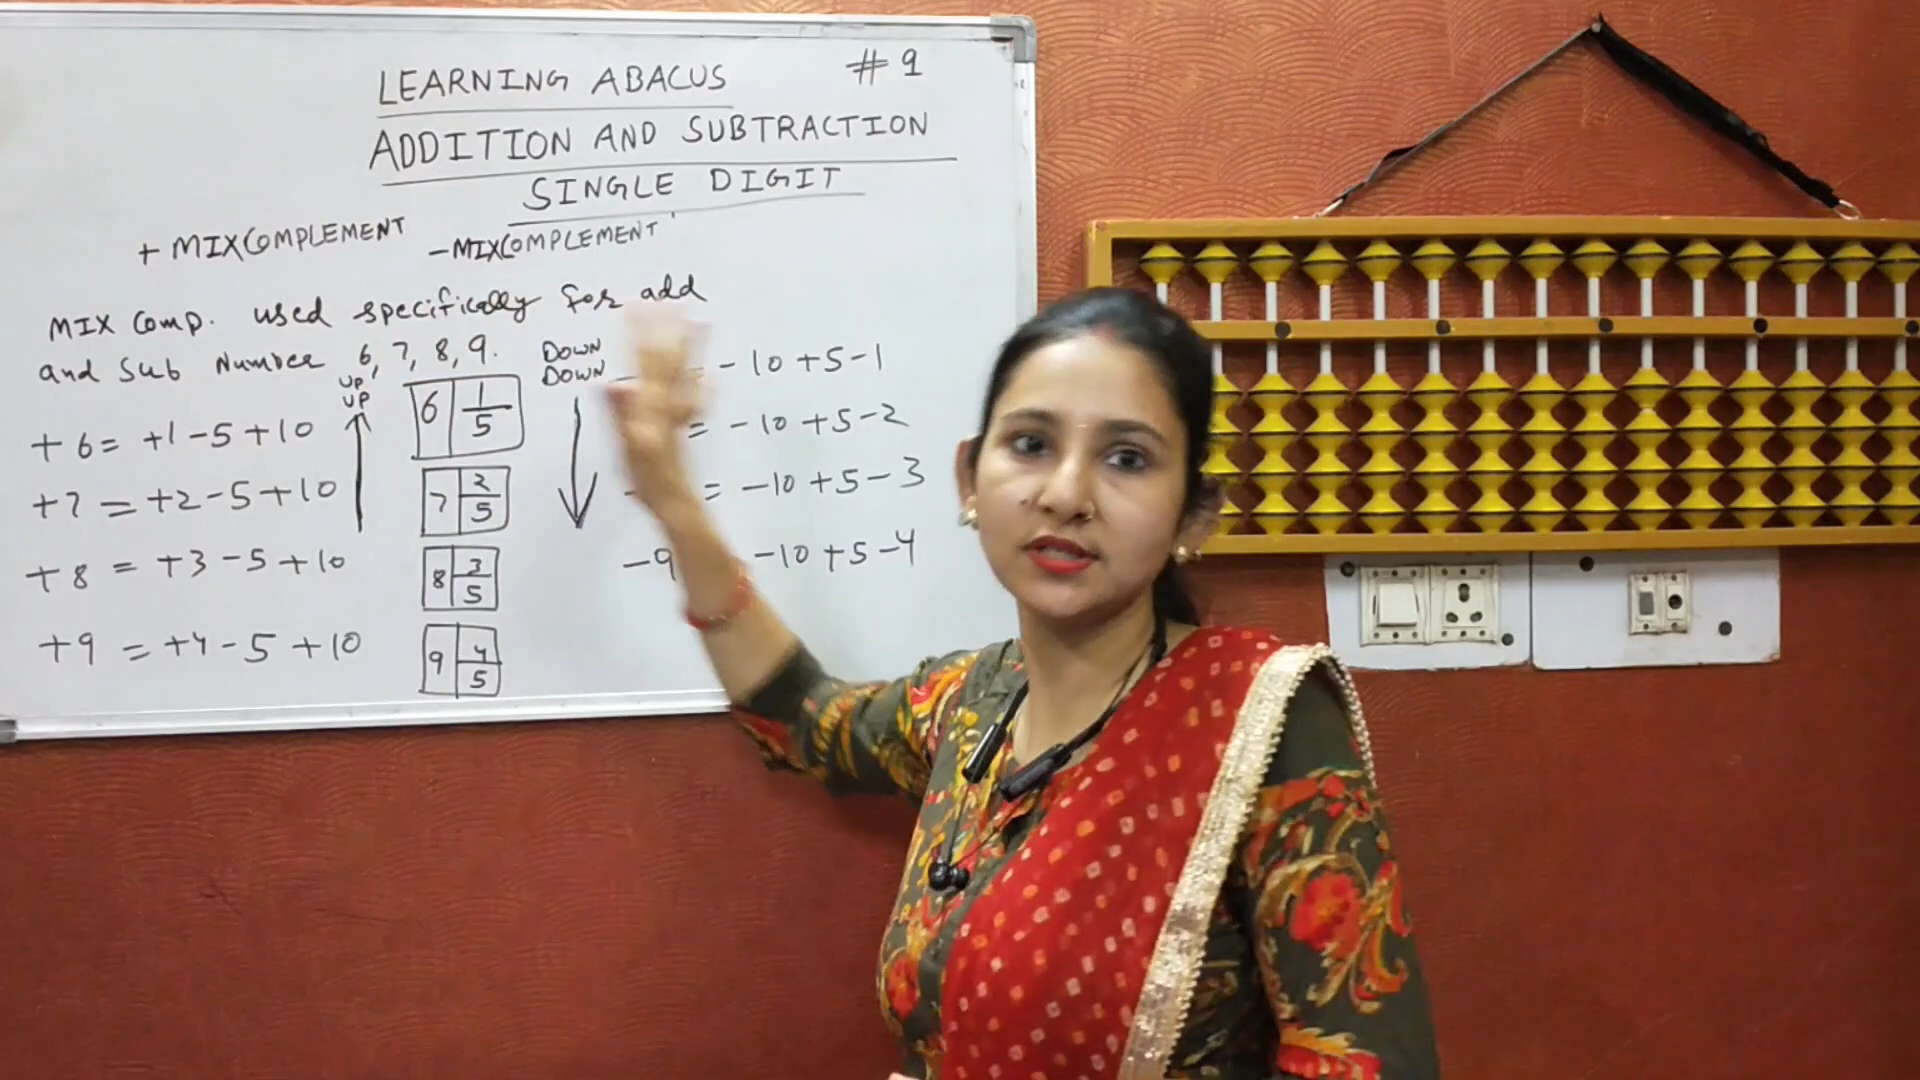 LEARNING ABACUS #9
ADDITION AND SUBTRACTION
SINGLE DIGIT
+ MIXCOMPLEMENT - MIXCOMPLEMENT
MIX Comp. used specifically for add
and Sub Number 6, 7, 8, 9.
UP
UP
DOWN
DOWN
+ 6 = +1 - 5 + 10
+7 = +2 - 5 + 10
+ 8 = +3 - 5 + 10
+9 = +4 - 5 + 10
6 1
5
7 2
5
8 3
5
9 4
5
= - 10 + 5 - 1
= - 10 + 5 - 2
- = - 10 + 5 - 3
- 9 - 10 + 5 - 4